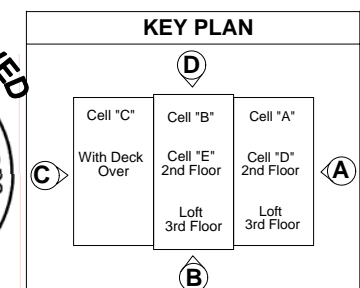 KEY PLAN
D
Cell "C"
With Deck
Over
Cell "B"
Cell "E"
2nd Floor
Loft
3rd Floor
Cell "A"
Cell "D"
2nd Floor
Loft
3rd Floor
C
A
B